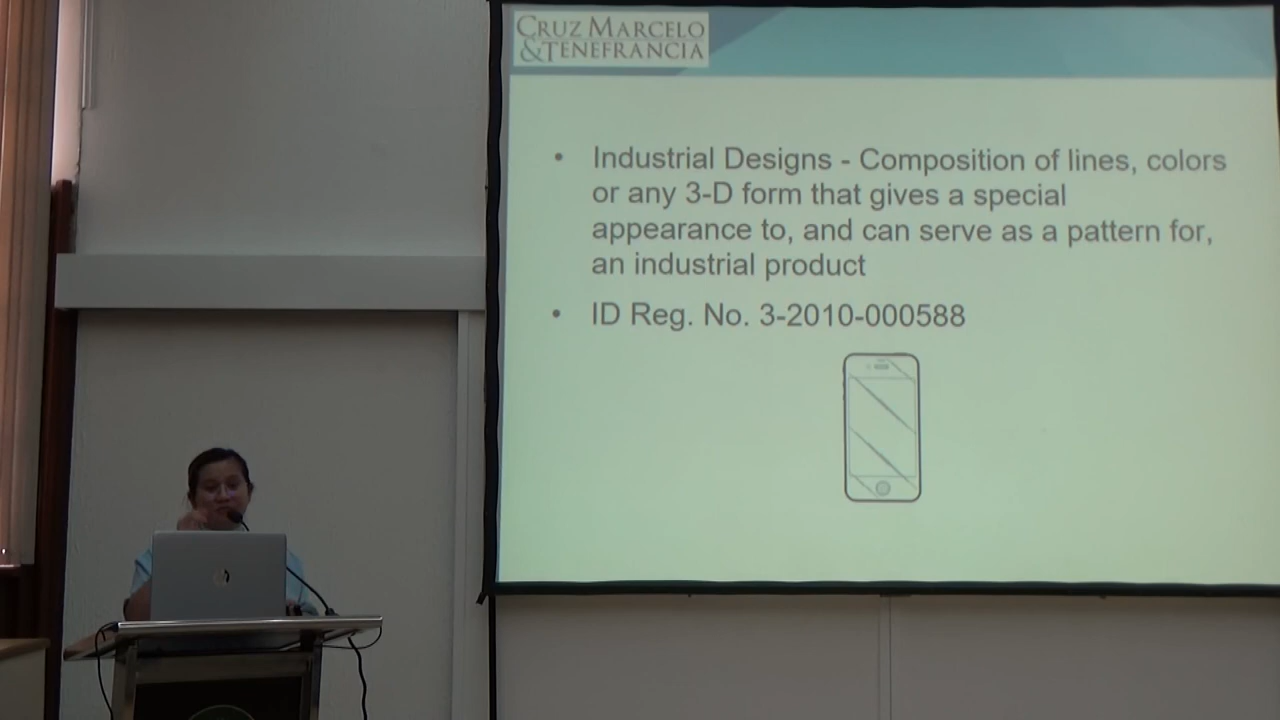 CRUZ MARCELO
& TENEFRANCIA
• Industrial Designs - Composition of lines, colors
or any 3-D form that gives a special
appearance to, and can serve as a pattern for,
an industrial product
• ID Reg. No. 3-2010-000588